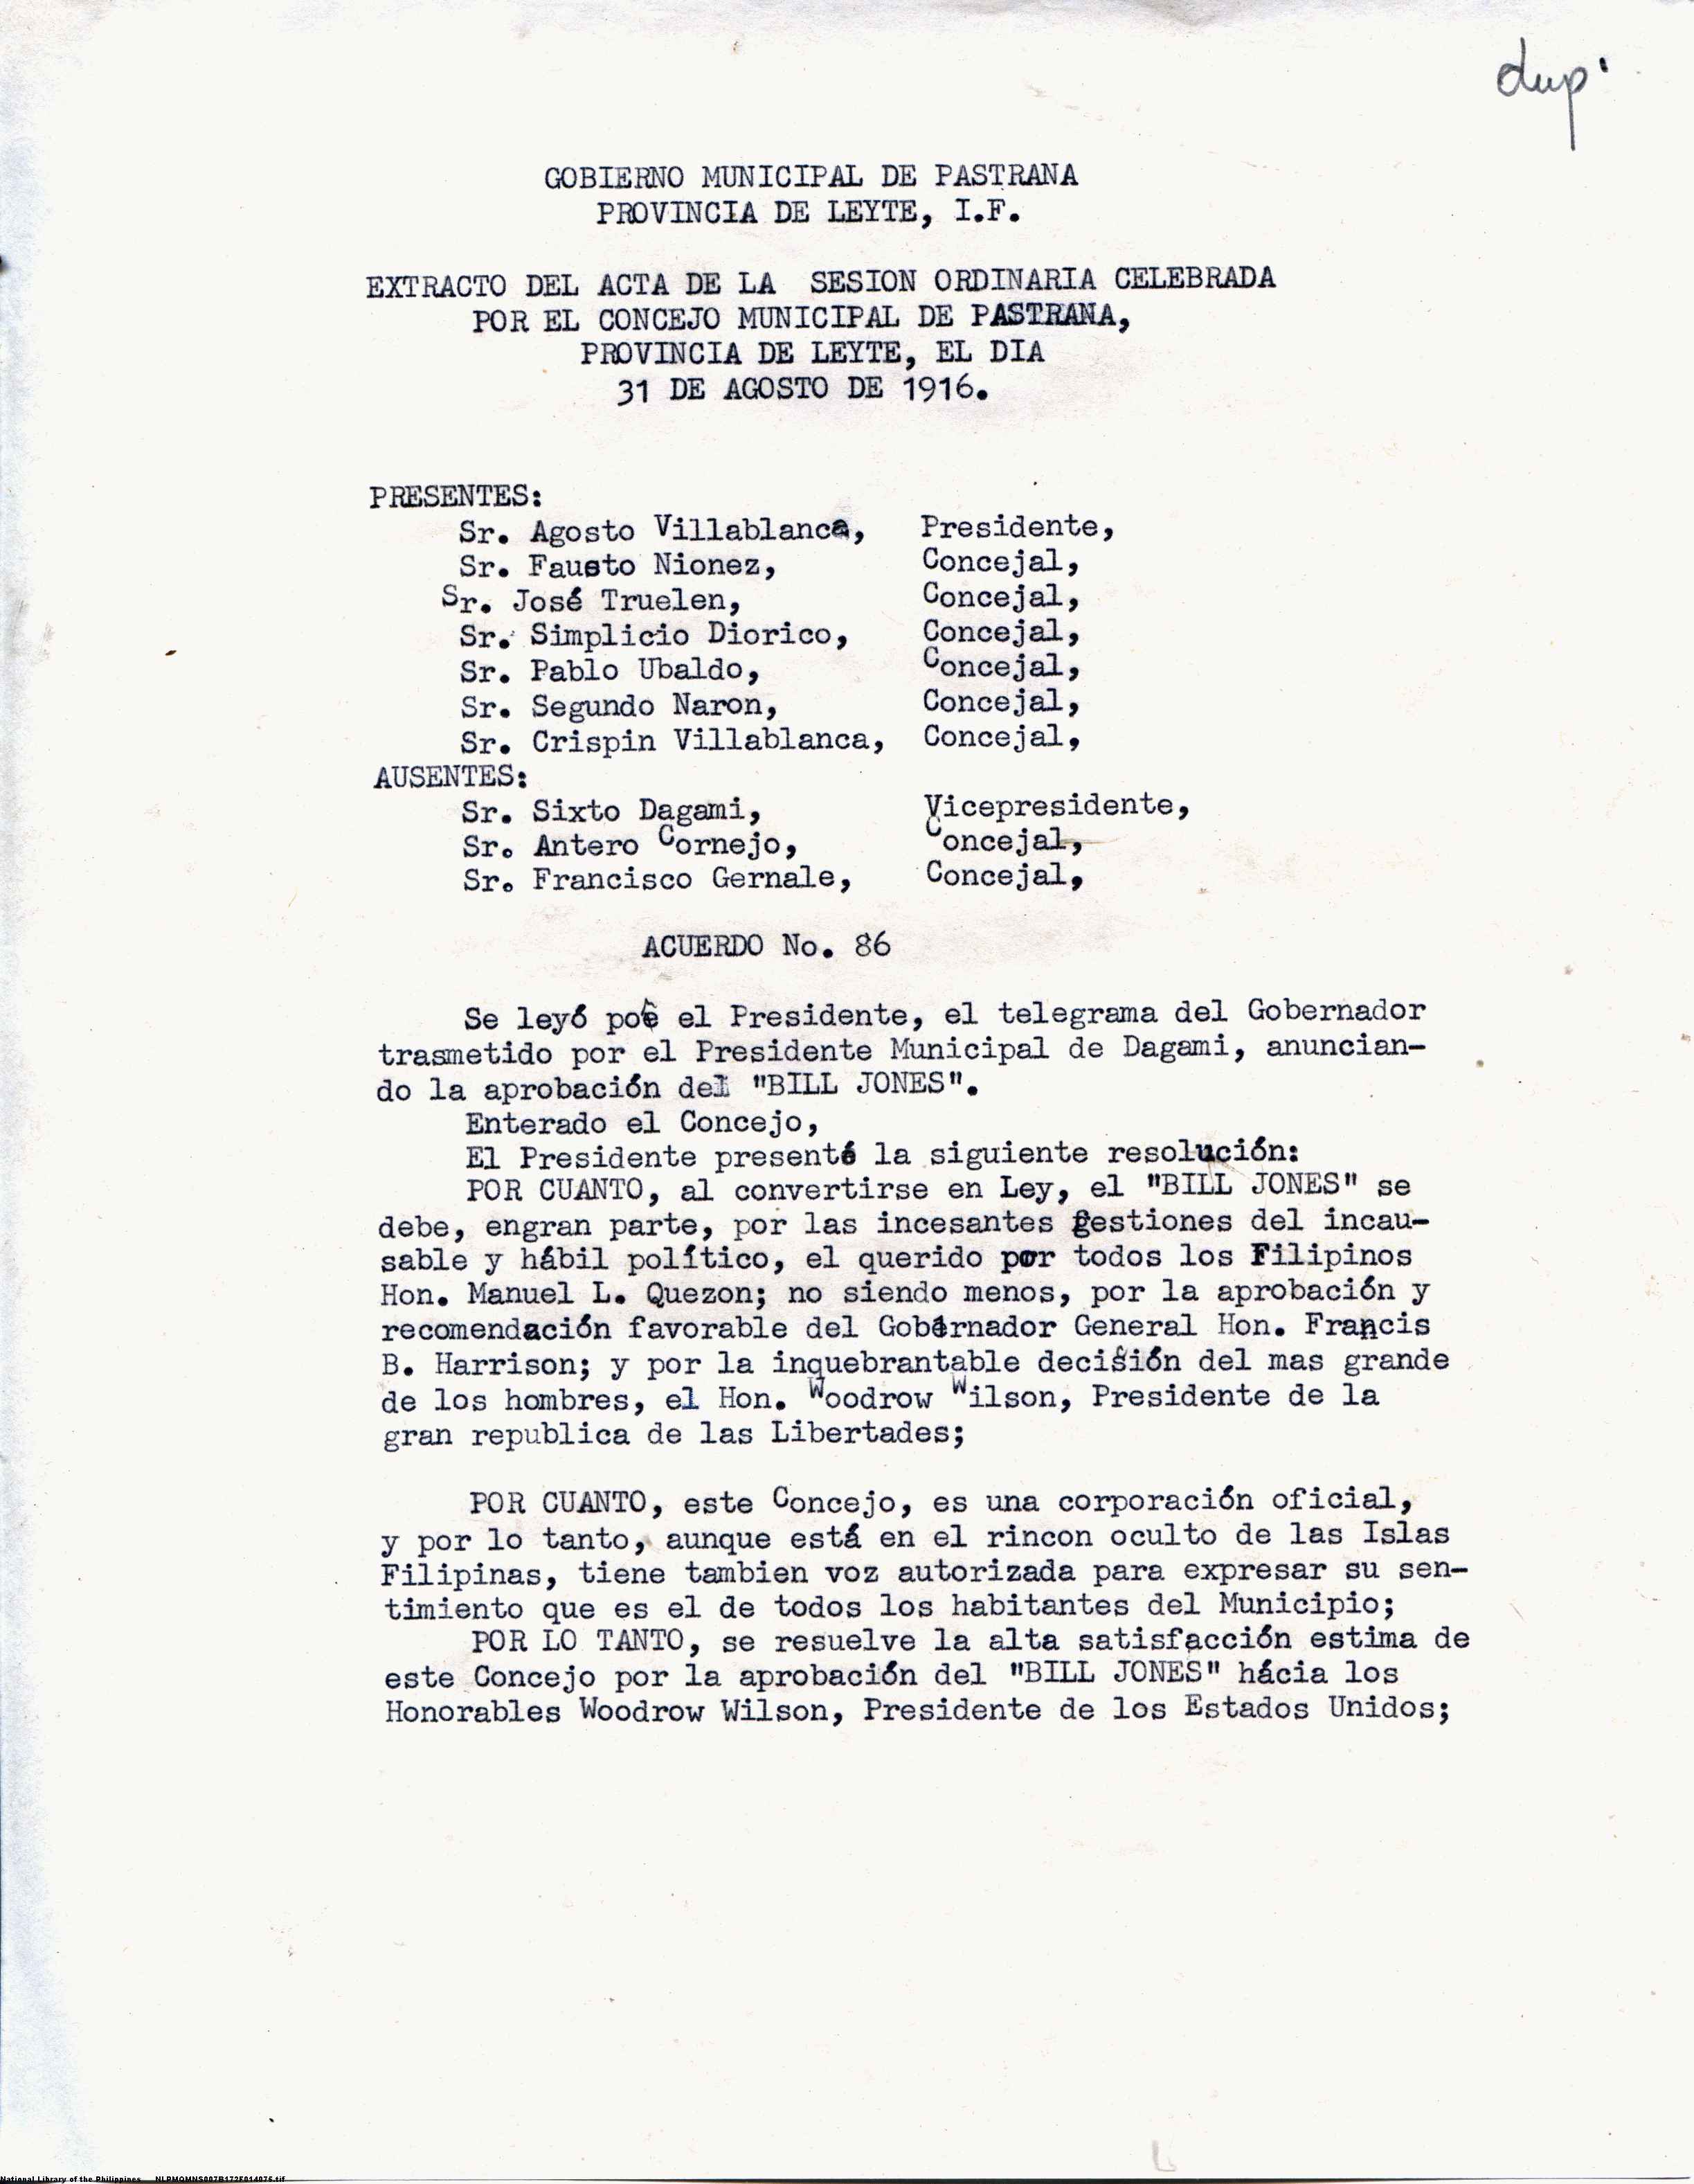 dup.
GOBIERNO MUNICIPAL DE PASTRANA
PROVINCIA DE LEYTE, I.F.
EXTRACTO DEL ACTA DE LA SESION ORDINARIA CELEBRADA
POR EL CONCEJO MUNICIPAL DE PASTRANA,
PROVINCIA DE LEYTE, EL DIA
31 DE AGOSTO DE 1916.
PRESENTES:
Sr. Agosto Villablanca, Presidente,
Sr. Fausto Nionez, Concejal,
Sr. José Truelen, Concejal,
Sr. Simplicio Diorico, Concejal,
Sr. Pablo Ubaldo, Concejal,
Sr. Segundo Naron, Concejal,
Sr. Crispin Villablanca, Concejal,
AUSENTES:
Sr. Sixto Dagami, Vicepresidente,
Sr. Antero Cornejo, Concejal,
Sr. Francisco Gernale, Concejal,
ACUERDO No. 86
Se leyó por el Presidente, el telegrama del Gobernador
trasmetido por el Presidente Municipal de Dagami, anuncian-
do la aprobación del "BILL JONES".
Enterado el Concejo,
El Presidente presentó la siguiente resolución:
POR CUANTO, al convertirse en Ley, el "BILL JONES" se
debe, engran parte, por las incesantes gestiones del incau-
sable y hábil político, el querido por todos los Filipinos
Hon. Manuel L. Quezon; no siendo menos, por la aprobación y
recomendación favorable del Gobernador General Hon. Francis
B. Harrison; y por la inquebrantable decisión del mas grande
de los hombres, el Hon. Woodrow Wilson, Presidente de la
gran republica de las Libertades;
POR CUANTO, este Concejo, es una corporación oficial,
y por lo tanto, aunque está en el rincon oculto de las Islas
Filipinas, tiene tambien voz autorizada para expresar su sen-
timiento que es el de todos los habitantes del Municipio;
POR LO TANTO, se resuelve la alta satisfacción estima de
este Concejo por la aprobación del "BILL JONES" hácia los
Honorables Woodrow Wilson, Presidente de los Estados Unidos;
National Library of the Philippines NLPMQMNS007B172F014075.tif